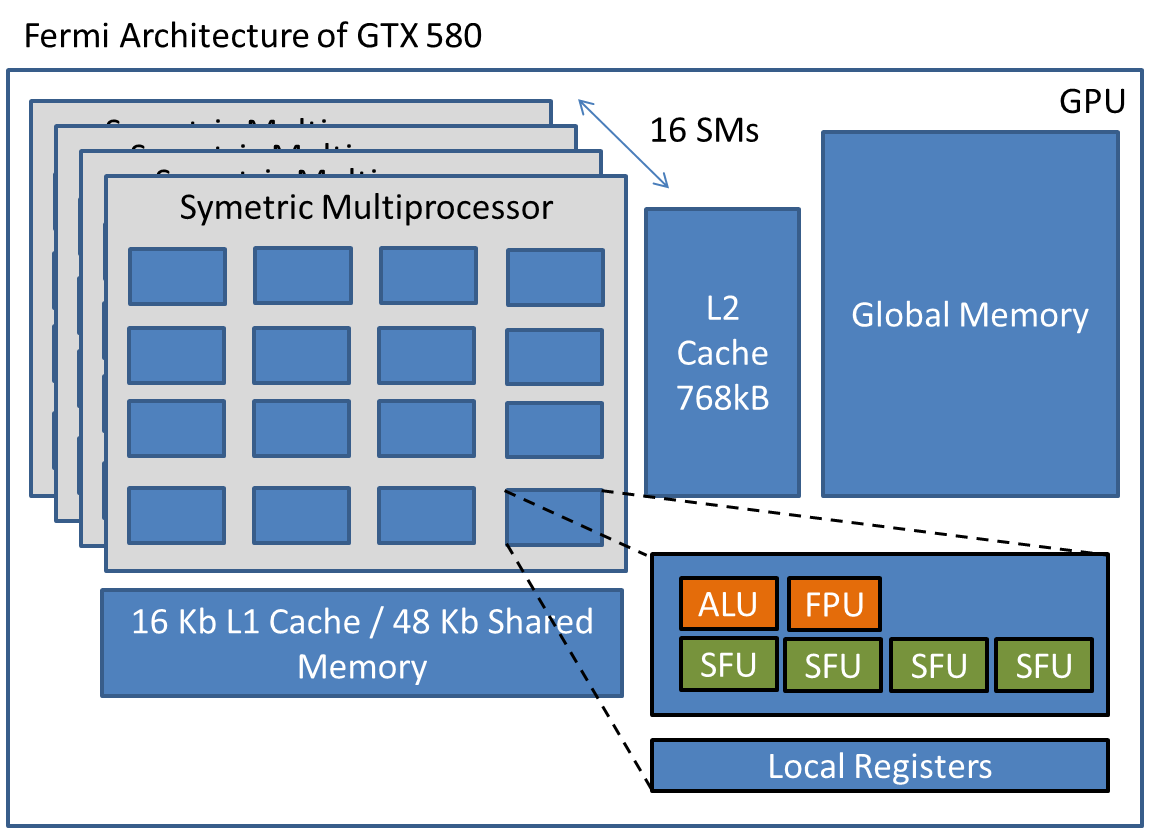 Fermi Architecture of GTX 580
GPU
16 SMs
Symetric Multiprocessor
L2
Cache
768kB
Global Memory
16 Kb L1 Cache / 48 Kb Shared
Memory
ALU FPU
SFU SFU SFU SFU
Local Registers